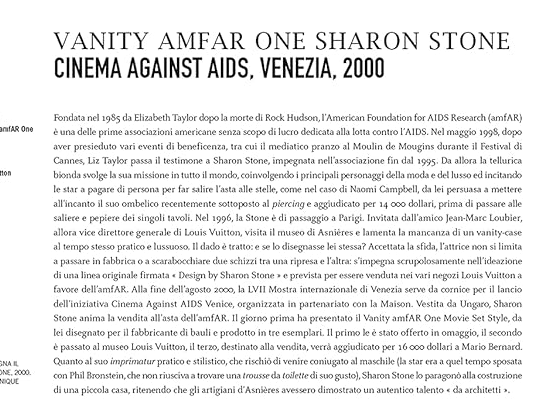 VANITY AMFAR ONE SHARON STONE
CINEMA AGAINST AIDS, VENEZIA, 2000
Fondata nel 1985 da Elizabeth Taylor dopo la morte di Rock Hudson, l'American Foundation for AIDS Research (amfAR)
è una delle prime associazioni americane senza scopo di lucro dedicata alla lotta contro l'AIDS. Nel maggio 1998, dopo
aver presieduto vari eventi di beneficenza, tra cui il mediatico pranzo al Moulin de Mougins durante il Festival di
Cannes, Liz Taylor passa il testimone a Sharon Stone, impegnata nell'associazione fin dal 1995. Da allora la tellurica
bionda svolge la sua missione in tutto il mondo, coinvolgendo i principali personaggi della moda e del lusso ed incitando
le star a pagare di persona per far salire l'asta alle stelle, come nel caso di Naomi Campbell, da lei persuasa a mettere
all'incanto il suo ombelico recentemente sottoposto al piercing e aggiudicato per 14 000 dollari, prima di passare alle
saliere e pepiere dei singoli tavoli. Nel 1996, la Stone è di passaggio a Parigi. Invitata dall'amico Jean-Marc Loubier,
allora vice direttore generale di Louis Vuitton, visita il museo di Asnières e lamenta la mancanza di un vanity-case
al tempo stesso pratico e lussuoso. Il dado è tratto: e se lo disegnasse lei stessa? Accettata la sfida, l'attrice non si limita
a passare in fabbrica o a scarabocchiare due schizzi tra una ripresa e l'altra: s'impegna scrupolosamente nell'ideazione
di una linea originale firmata « Design by Sharon Stone » e prevista per essere venduta nei vari negozi Louis Vuitton a
favore dell'amfAR. Alla fine dell'agosto 2000, la LVII Mostra internazionale di Venezia serve da cornice per il lancio
dell'iniziativa Cinema Against AIDS Venice, organizzata in partenariato con la Maison. Vestita da Ungaro, Sharon
Stone anima la vendita all'asta dell'amfAR. Il giorno prima ha presentato il Vanity amfAR One Movie Set Style, da
lei disegnato per il fabbricante di bauli e prodotto in tre esemplari. Il primo le è stato offerto in omaggio, il secondo
è passato al museo Louis Vuitton, il terzo, destinato alla vendita, verrà aggiudicato per 16 000 dollari a Mario Bernard.
Quanto al suo imprimatur pratico e stilistico, che rischiò di venire coniugato al maschile (la star era a quel tempo sposata
con Phil Bronstein, che non riusciva a trovare una trousse da toilette di suo gusto), Sharon Stone lo paragonò alla costruzione
di una piccola casa, ritenendo che gli artigiani d'Asnières avessero dimostrato un autentico talento « da architetti ».
amfAR One
tton
GNA IL
ONE, 2000.
NIQUE